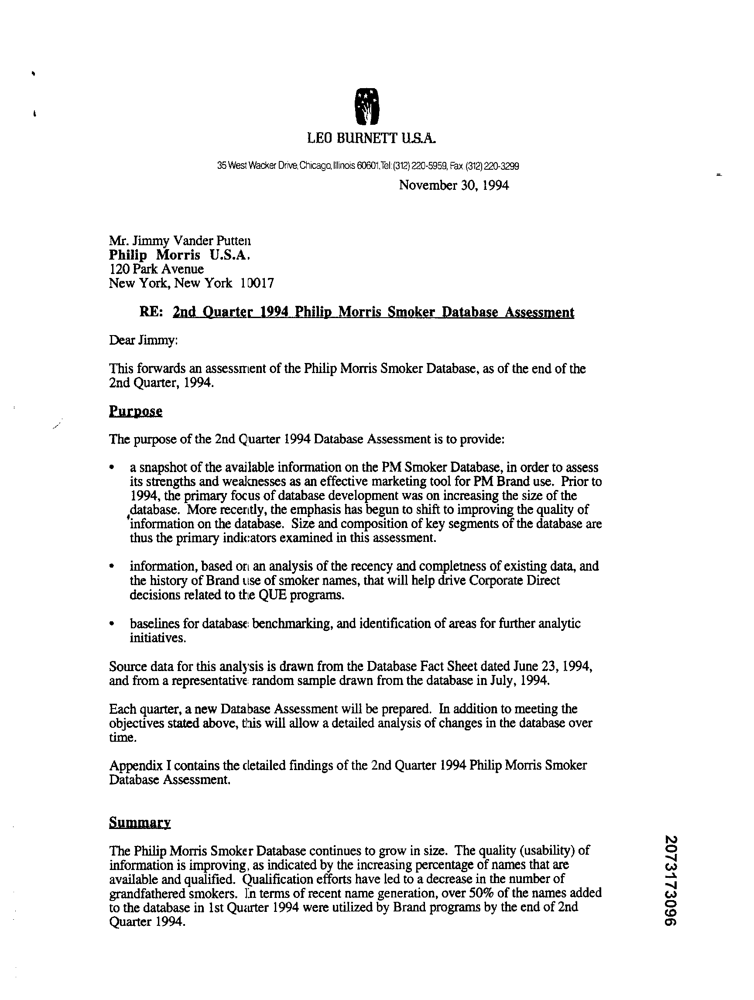 LEO BURNETT U.S.A.
35 West Wacker Drive, Chicago, Illinois 60601, Tel: (312) 220-5959, Fax (312) 220-3299
November 30, 1994
Mr. Jimmy Vander Putten
Philip Morris U.S.A.
120 Park Avenue
New York, New York 10017
RE: 2nd Quarter 1994 Philip Morris Smoker Database Assessment
Dear Jimmy:
This forwards an assessment of the Philip Morris Smoker Database, as of the end of the
2nd Quarter, 1994.
Purpose
The purpose of the 2nd Quarter 1994 Database Assessment is to provide:
• a snapshot of the available information on the PM Smoker Database, in order to assess
its strengths and weaknesses as an effective marketing tool for PM Brand use. Prior to
1994, the primary focus of database development was on increasing the size of the
database. More recently, the emphasis has begun to shift to improving the quality of
information on the database. Size and composition of key segments of the database are
thus the primary indicators examined in this assessment.
• information, based on an analysis of the recency and completness of existing data, and
the history of Brand use of smoker names, that will help drive Corporate Direct
decisions related to the QUE programs.
• baselines for database benchmarking, and identification of areas for further analytic
initiatives.
Source data for this analysis is drawn from the Database Fact Sheet dated June 23, 1994,
and from a representative random sample drawn from the database in July, 1994.
Each quarter, a new Database Assessment will be prepared. In addition to meeting the
objectives stated above, this will allow a detailed analysis of changes in the database over
time.
Appendix I contains the detailed findings of the 2nd Quarter 1994 Philip Morris Smoker
Database Assessment.
Summary
The Philip Morris Smoker Database continues to grow in size. The quality (usability) of
information is improving, as indicated by the increasing percentage of names that are
available and qualified. Qualification efforts have led to a decrease in the number of
grandfathered smokers. In terms of recent name generation, over 50% of the names added
to the database in 1st Quarter 1994 were utilized by Brand programs by the end of 2nd
Quarter 1994.
2073173096